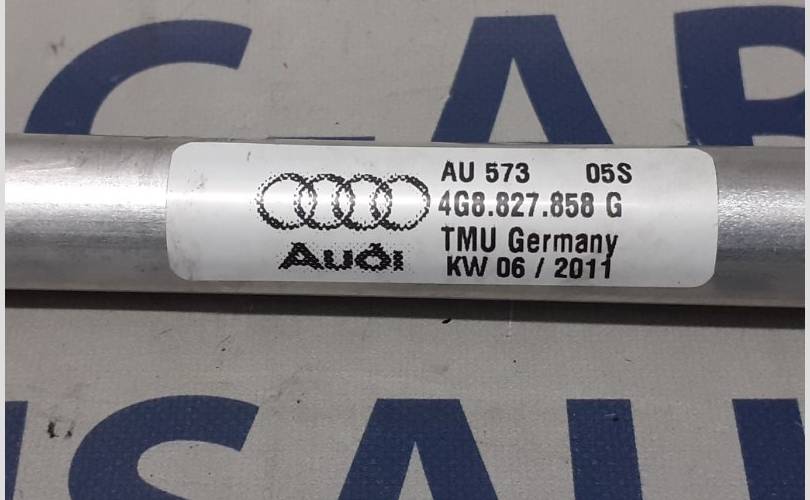 AU 573 05S
4G8.827.858 G
TMU Germany
Audi KW 06 / 2011